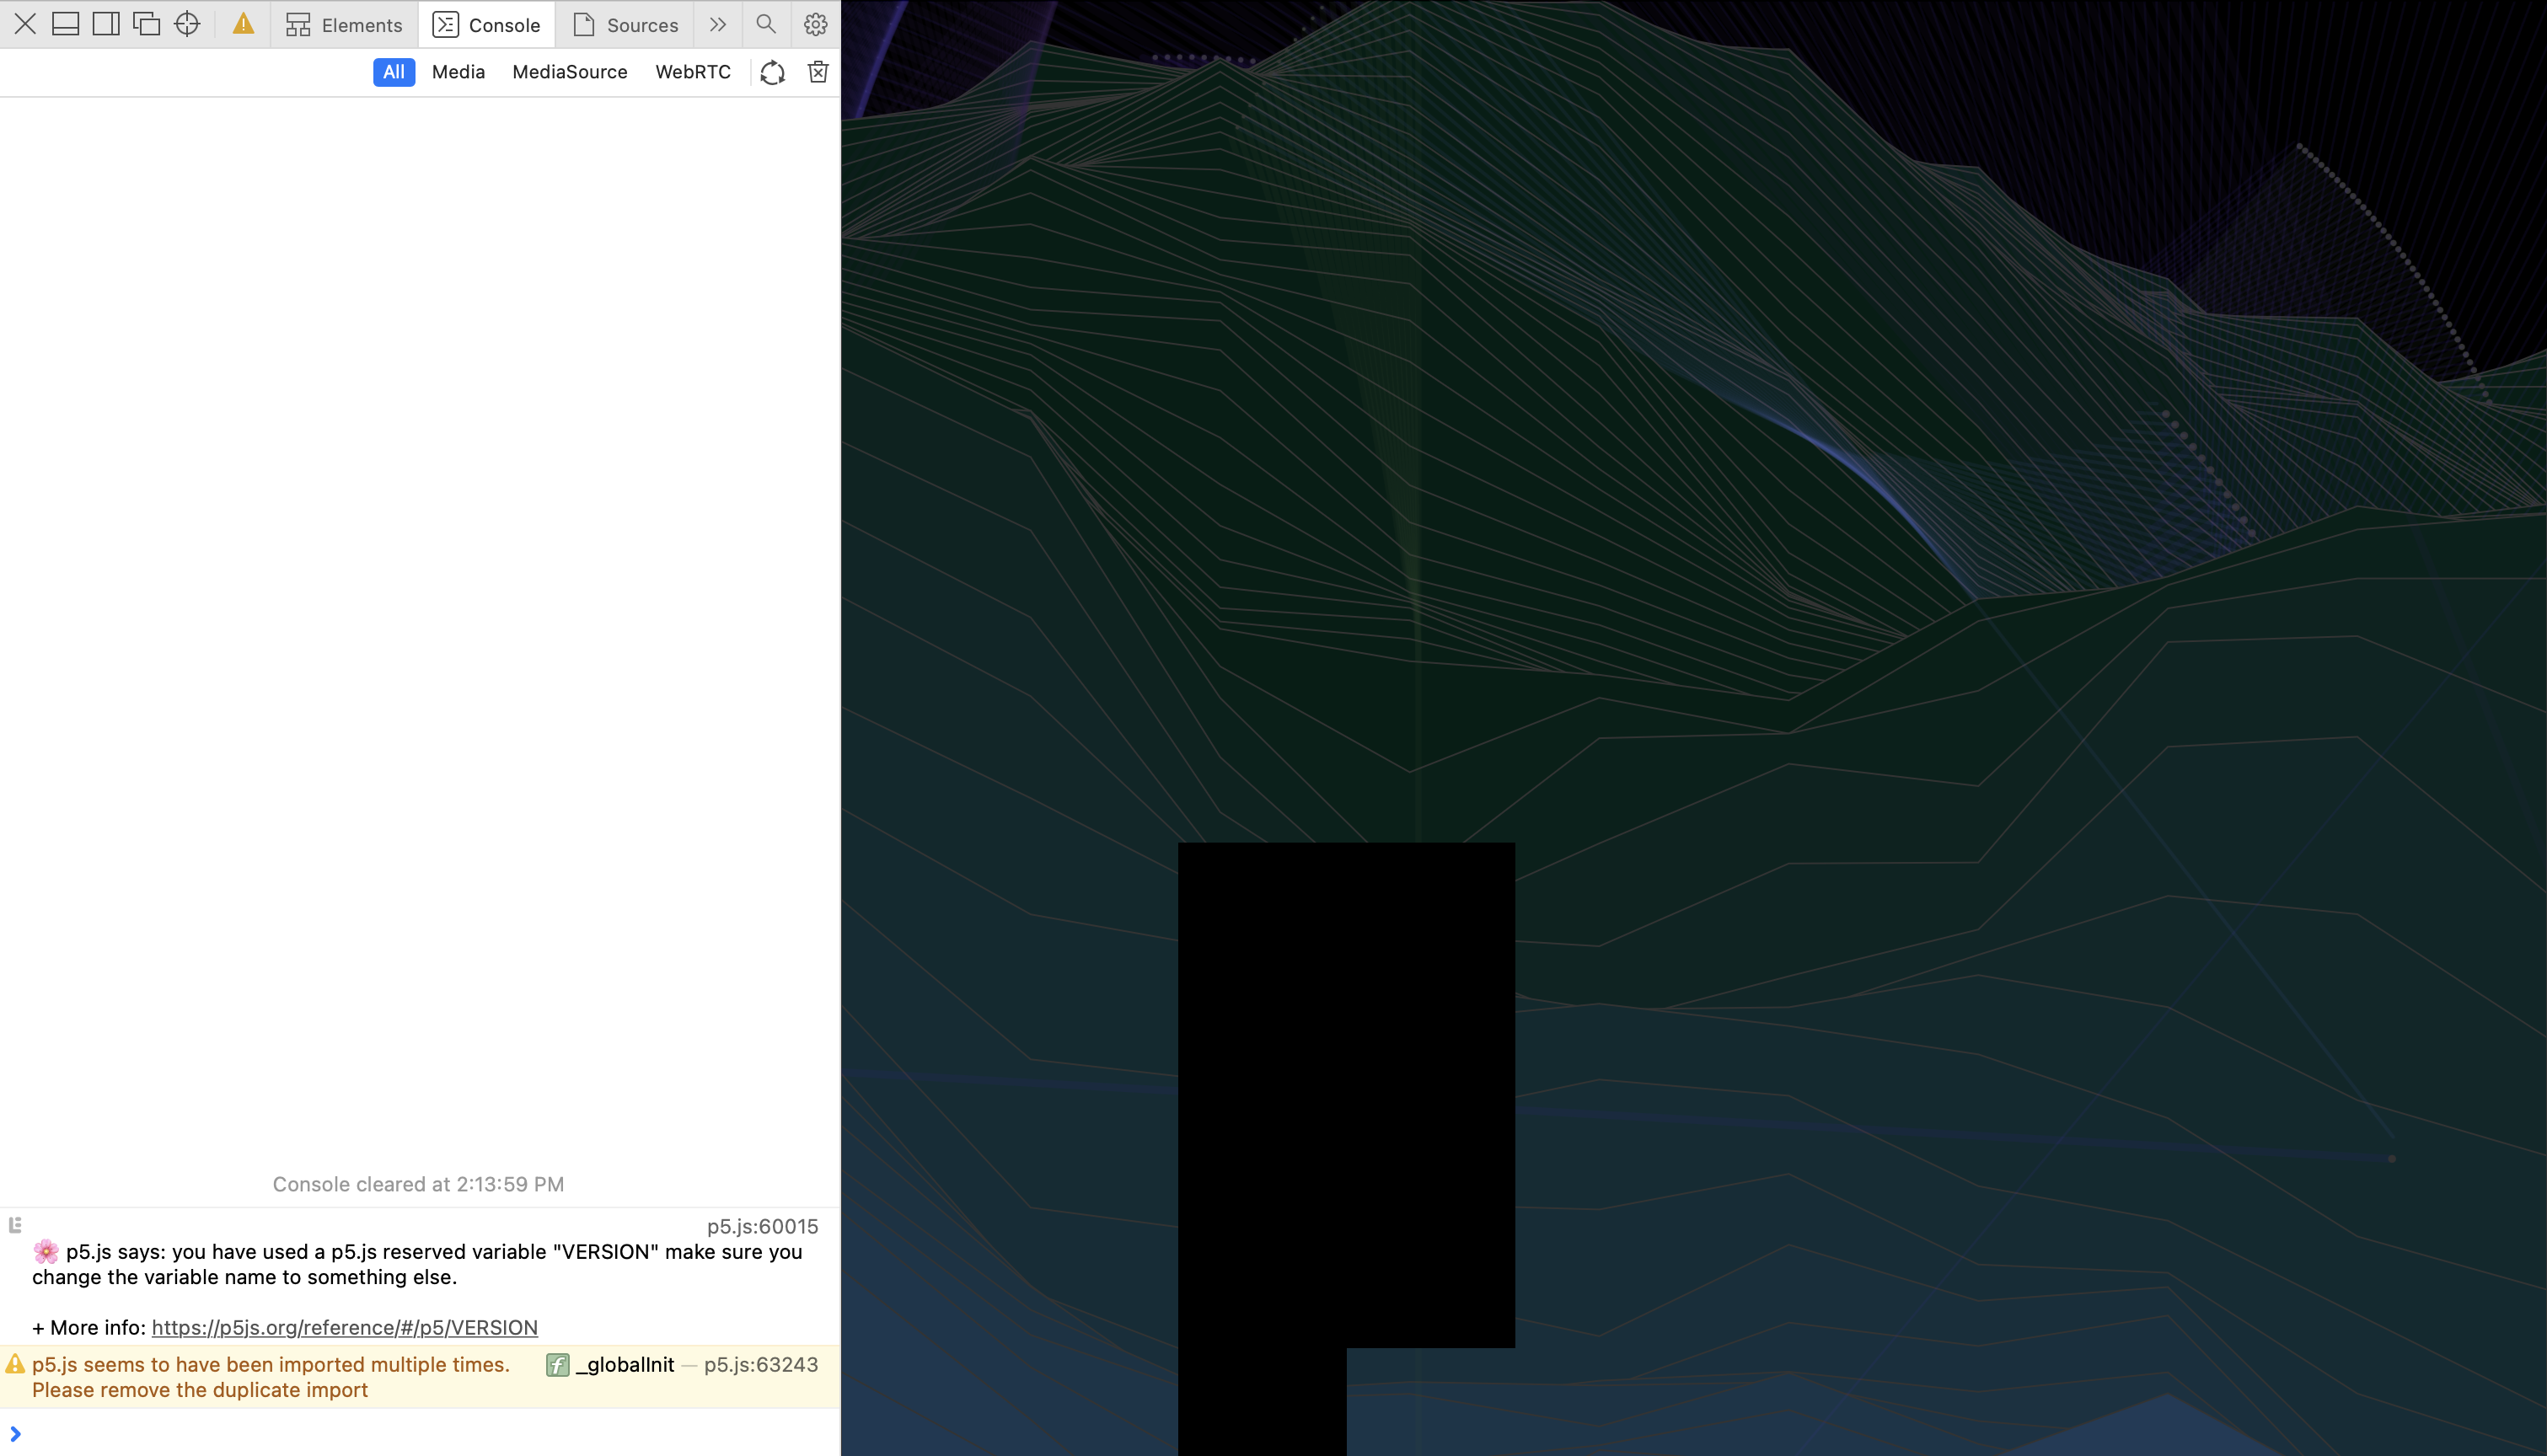 Elements
Console
Sources
All
Media
MediaSource
WebRTC
Console cleared at 2:13:59 PM
p5.js:60015
🌸 p5.js says: you have used a p5.js reserved variable "VERSION" make sure you
change the variable name to something else.
+ More info: https://p5js.org/reference/#/p5/VERSION
p5.js seems to have been imported multiple times. f _globalInit — p5.js:63243
Please remove the duplicate import